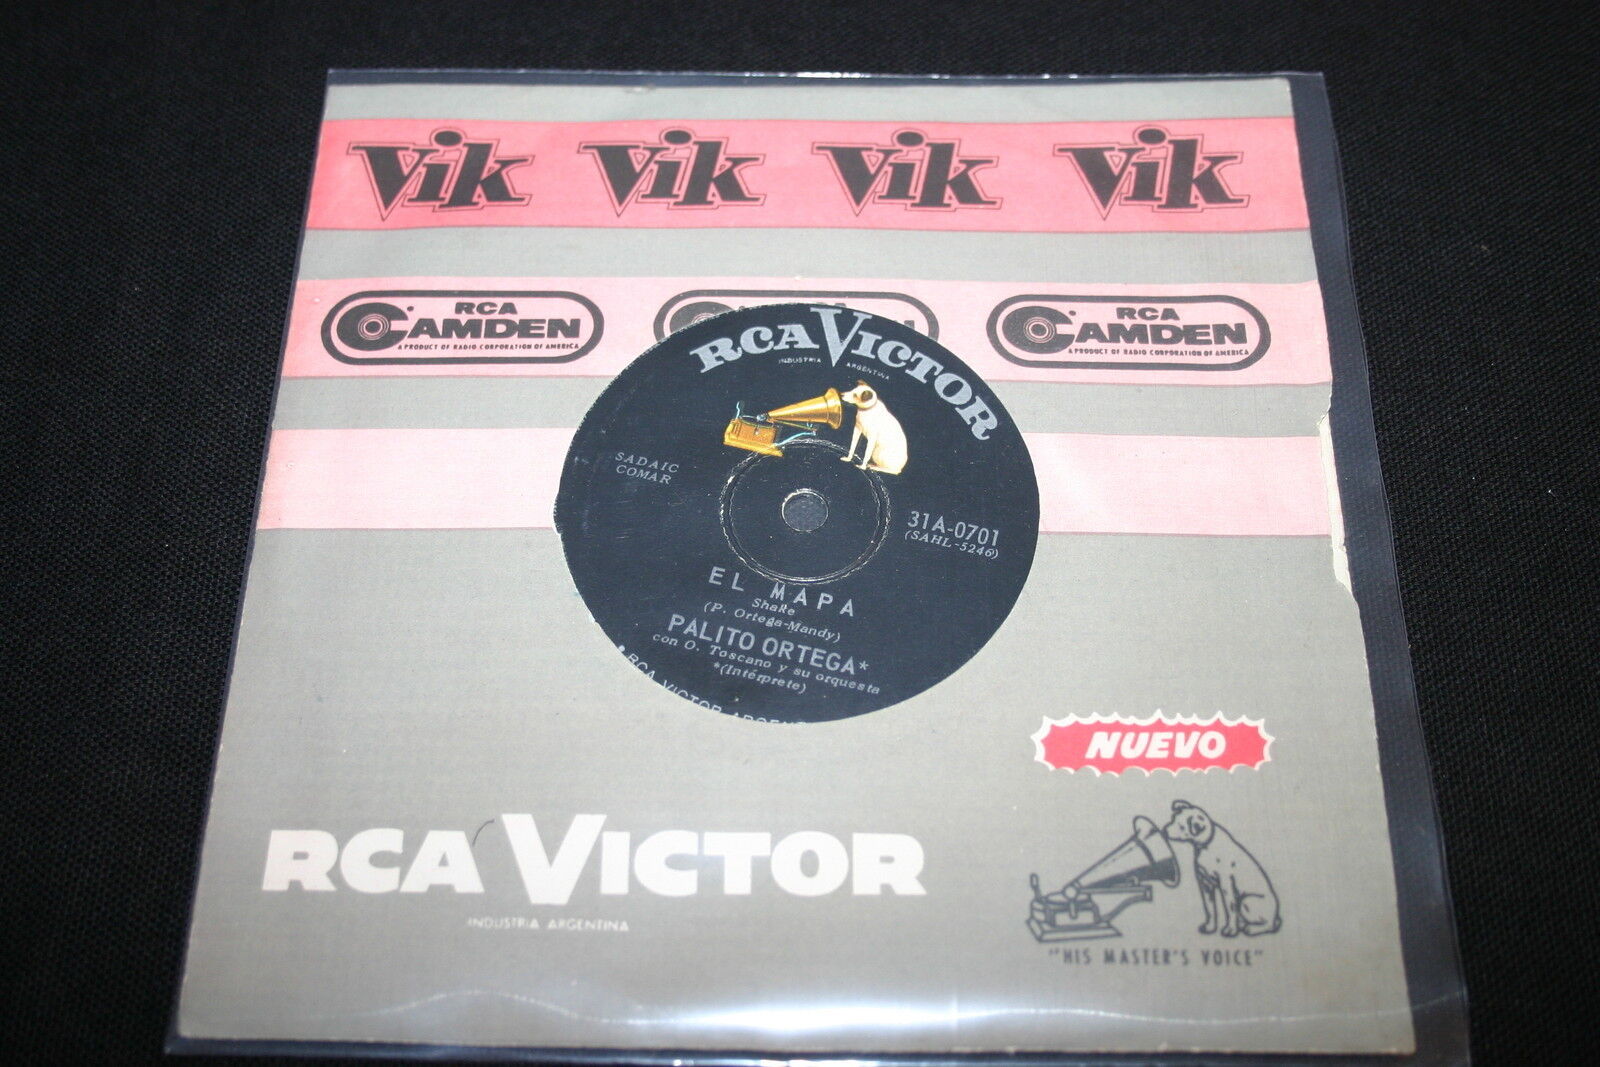 Vik Vik Vik Vik
RCA CAMDEN
A PRODUCT OF RADIO CORPORATION OF AMERICA
RCA CAMDEN
A PRODUCT OF RADIO CORPORATION OF AMERICA
RCA VICTOR
INDUSTRIA ARGENTINA
SADAIC
COMAR
31A-0701
(SAHL-5246)
EL MAPA
Shake
(P. Ortega-Mandy)
PALITO ORTEGA*
con O. Toscano y su orquesta
*(Intérprete)
RCA VICTOR
NUEVO
RCA VICTOR
INDUSTRIA ARGENTINA
"HIS MASTER'S VOICE"